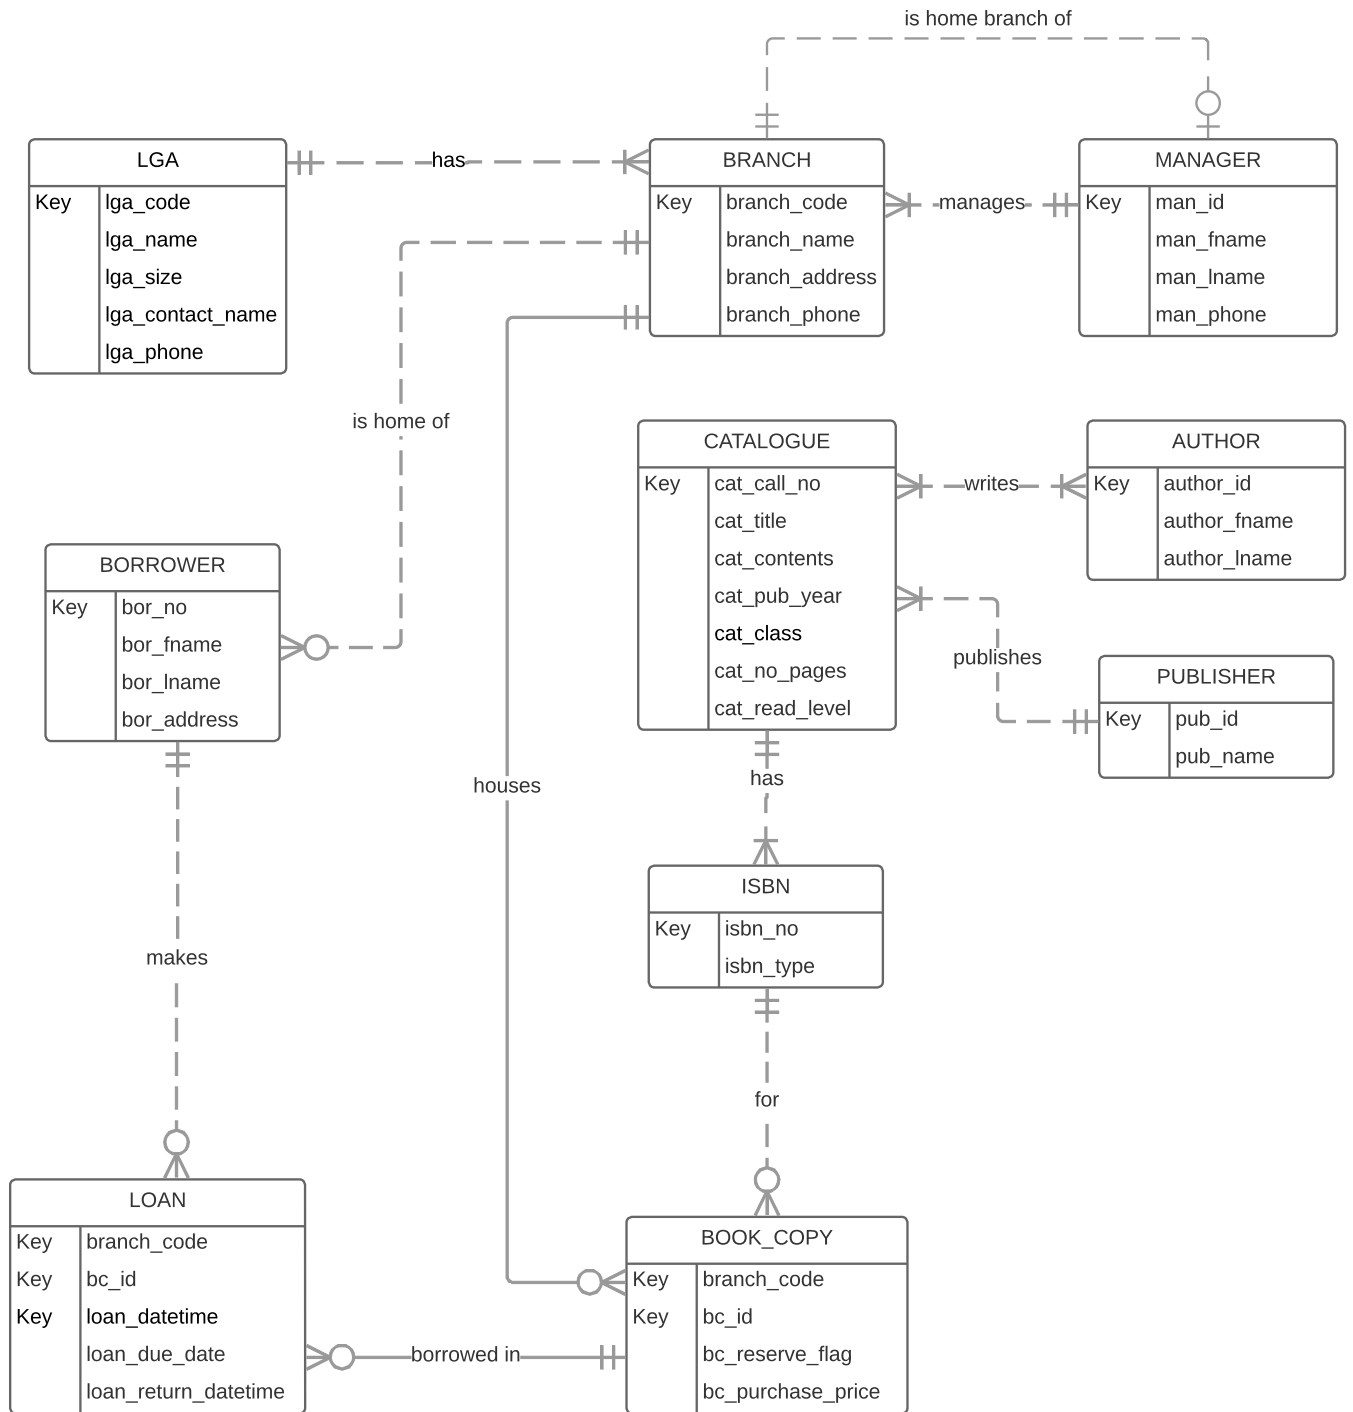 is home branch of
LGA
Key lga_code
lga_name
lga_size
lga_contact_name
lga_phone
has
BRANCH
Key branch_code
branch_name
branch_address
branch_phone
manages
MANAGER
Key man_id
man_fname
man_lname
man_phone
is home of
CATALOGUE
Key cat_call_no
cat_title
cat_contents
cat_pub_year
cat_class
cat_no_pages
cat_read_level
writes
AUTHOR
Key author_id
author_fname
author_lname
BORROWER
Key bor_no
bor_fname
bor_lname
bor_address
publishes
PUBLISHER
Key pub_id
pub_name
houses
has
ISBN
Key isbn_no
isbn_type
makes
for
LOAN
Key branch_code
Key bc_id
Key loan_datetime
loan_due_date
loan_return_datetime
borrowed in
BOOK_COPY
Key branch_code
Key bc_id
bc_reserve_flag
bc_purchase_price